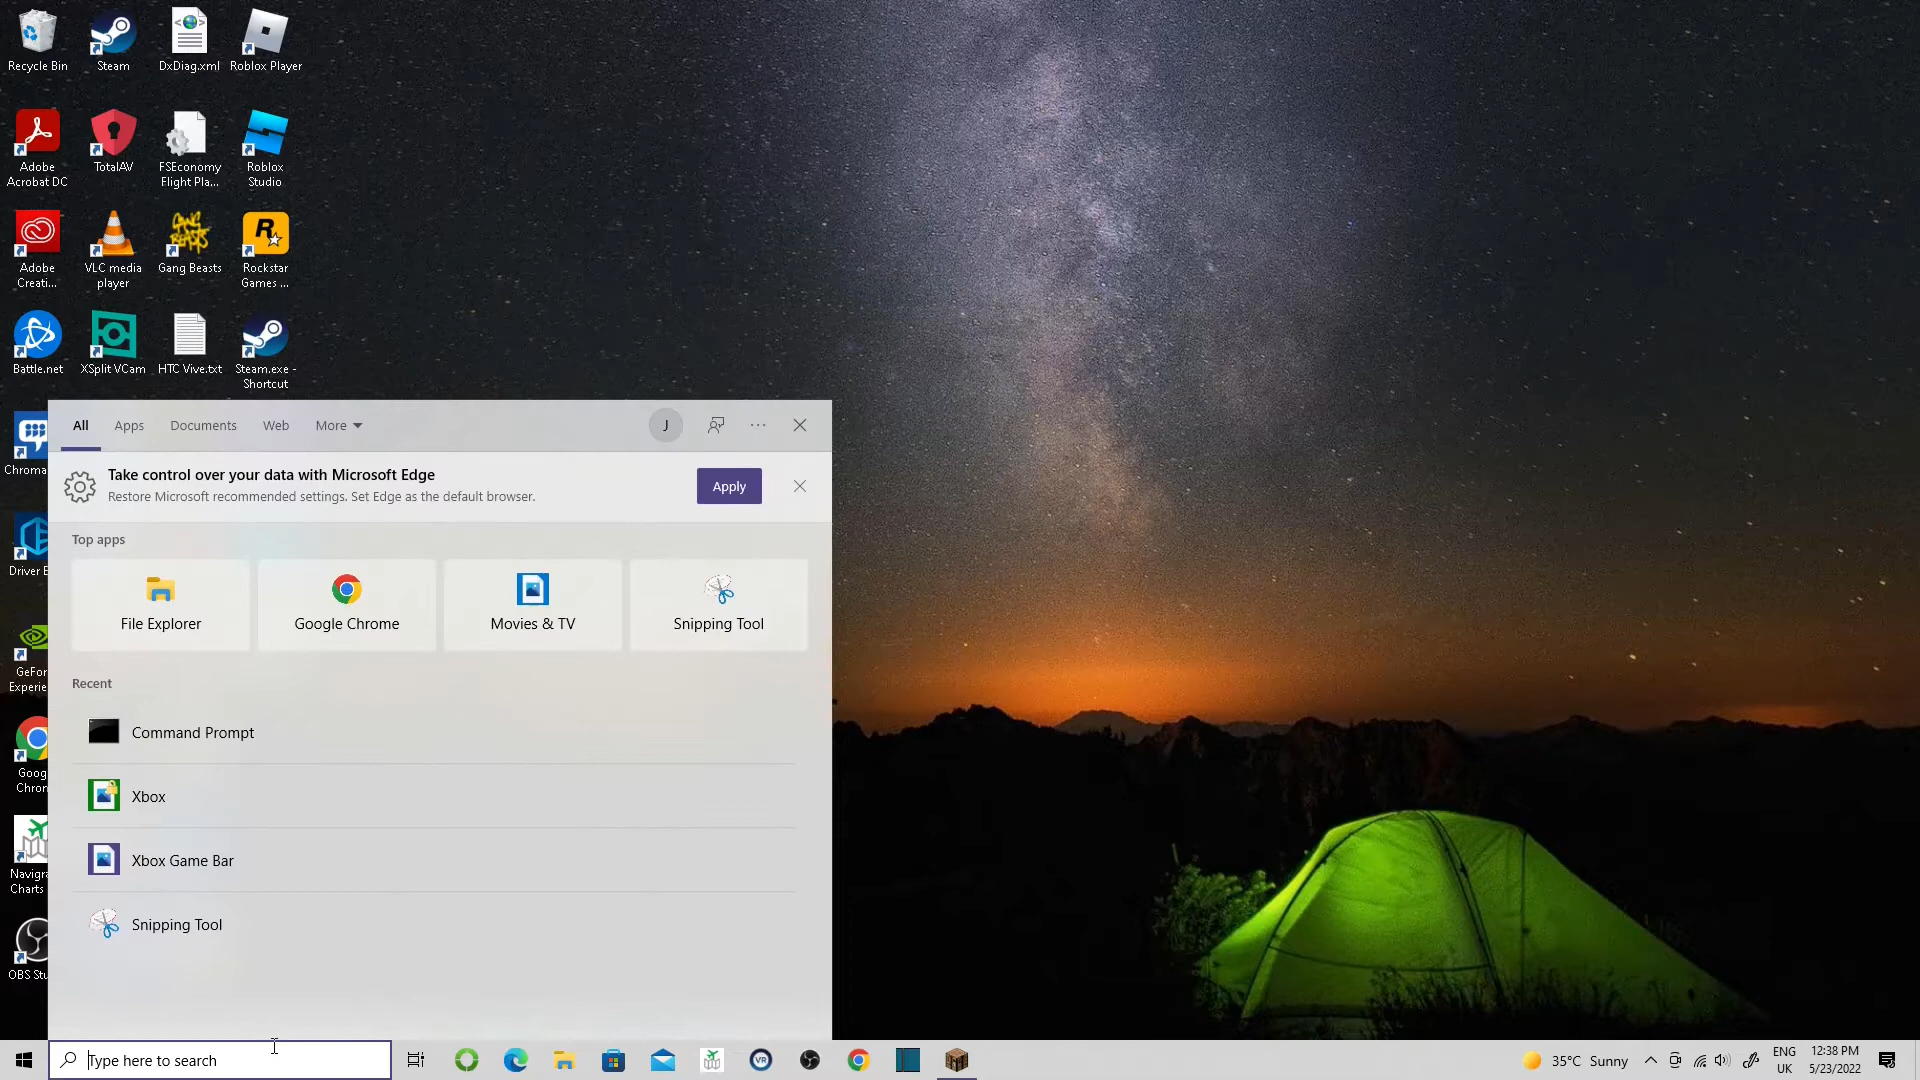 Recycle Bin
Steam
DxDiag.xml
Roblox Player
Adobe
Acrobat DC
TotalAV
FSEconomy
Flight Pla...
Roblox
Studio
Adobe
Creati...
VLC media
player
Gang Beasts
Rockstar
Games ...
Battle.net
XSplit VCam
HTC Vive.txt
Steam.exe -
Shortcut
Chroma
Driver E
GeFor
Experie
Goog
Chron
Navigra
Charts
OBS Stu
All
Apps
Documents
Web
More
J
Take control over your data with Microsoft Edge
Restore Microsoft recommended settings. Set Edge as the default browser.
Apply
Top apps
File Explorer
Google Chrome
Movies & TV
Snipping Tool
Recent
Command Prompt
Xbox
Xbox Game Bar
Snipping Tool
Type here to search
VR
35°C Sunny
ENG
UK
12:38 PM
5/23/2022